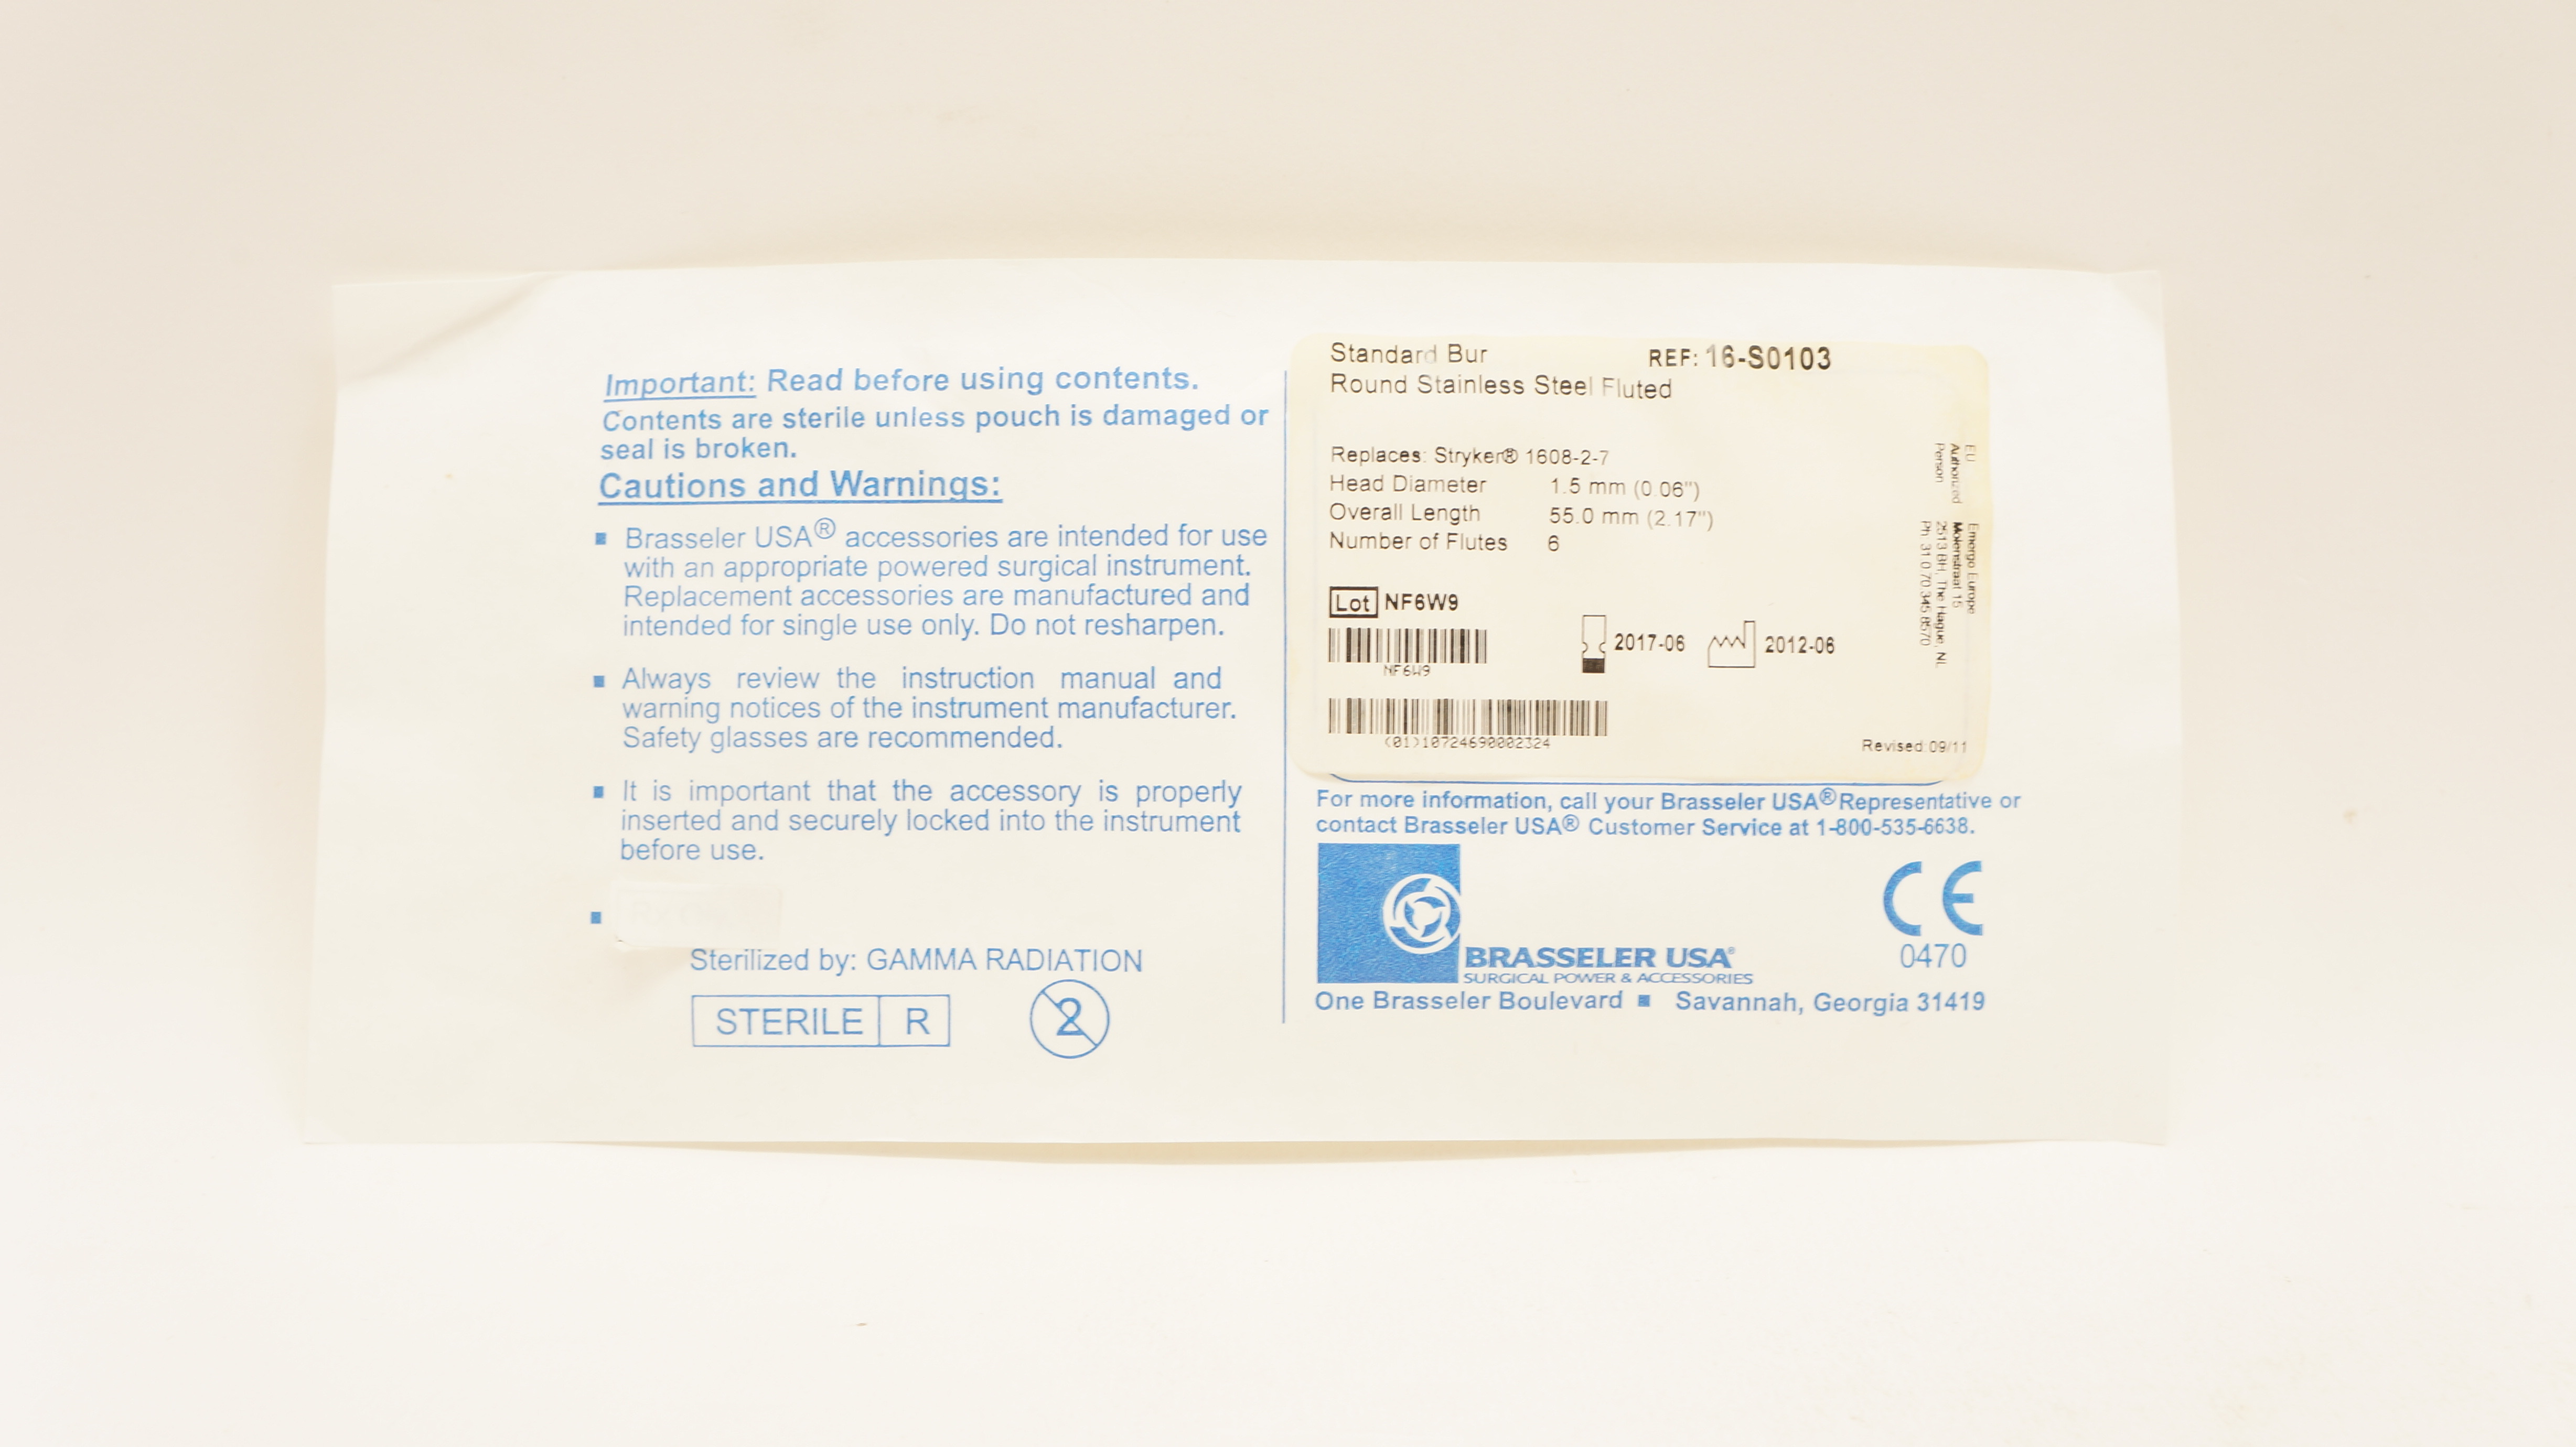 Important: Read before using contents.
Contents are sterile unless pouch is damaged or
seal is broken.
Cautions and Warnings:
▪ Brasseler USA® accessories are intended for use
with an appropriate powered surgical instrument.
Replacement accessories are manufactured and
intended for single use only. Do not resharpen.
▪ Always review the instruction manual and
warning notices of the instrument manufacturer.
Safety glasses are recommended.
▪ It is important that the accessory is properly
inserted and securely locked into the instrument
before use.
▪
Sterilized by: GAMMA RADIATION
STERILE R
2
Standard Bur REF: 16-S0103
Round Stainless Steel Fluted
Replaces: Stryker® 1608-2-7
Head Diameter 1.5 mm (0.06")
Overall Length 55.0 mm (2.17")
Number of Flutes 6
Lot NF6W9
NF6W9
2017-06 2012-06
(01)10724690002324
Revised 09/11
EU
Authorized
Person
Emergo Europe
Molenstraat 15
2513 BH, The Hague, NL
Ph: 31 0 70 345 8570
For more information, call your Brasseler USA® Representative or
contact Brasseler USA® Customer Service at 1-800-535-6638.
BRASSELER USA®
SURGICAL POWER & ACCESSORIES
CE
0470
One Brasseler Boulevard ▪ Savannah, Georgia 31419